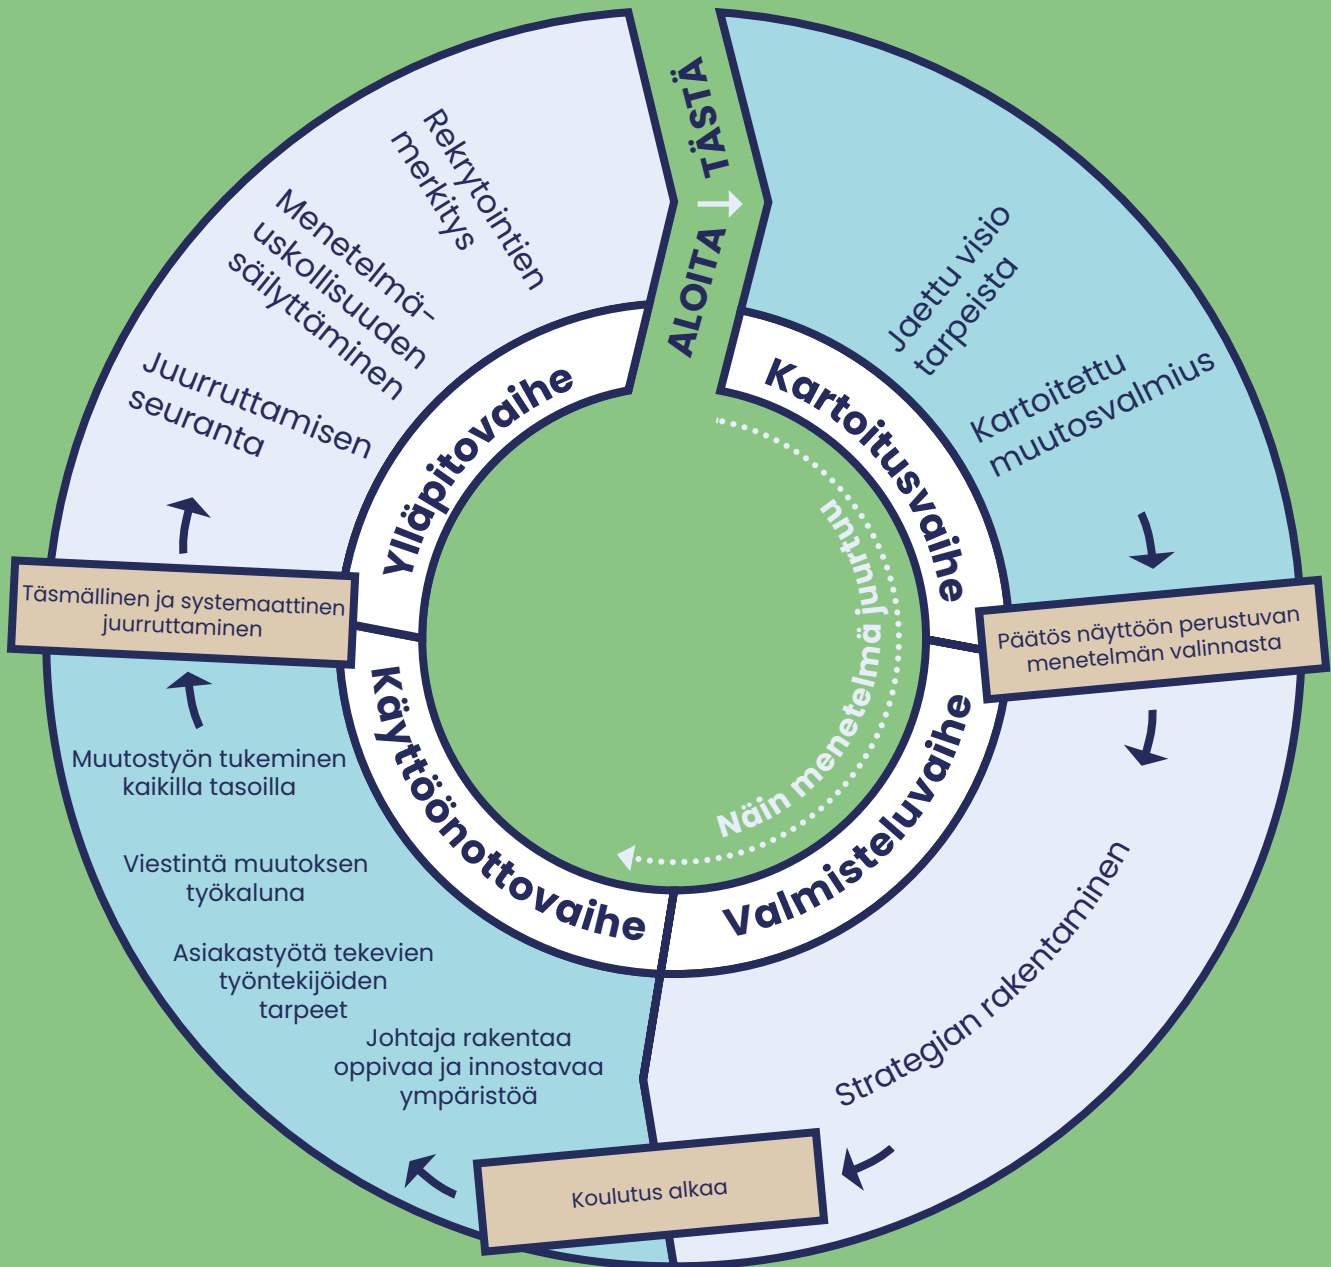 ALOITA TÄSTÄ
Kartoitusvaihe
Jaettu visio
tarpeista
Kartoitettu
muutosvalmius
Päätös näyttöön perustuvan
menetelmän valinnasta
Valmisteluvaihe
Strategian rakentaminen
Koulutus alkaa
Käyttöönottovaihe
Johtaja rakentaa
oppivaa ja innostavaa
ympäristöä
Asiakastyötä tekevien
työntekijöiden
tarpeet
Viestintä muutoksen
työkaluna
Muutostyön tukeminen
kaikilla tasoilla
Täsmällinen ja systemaattinen
juurruttaminen
Ylläpitovaihe
Juurruttamisen
seuranta
Menetelmä-
uskollisuuden
säilyttäminen
Rekrytointien
merkitys
Näin menetelmä juurtuu